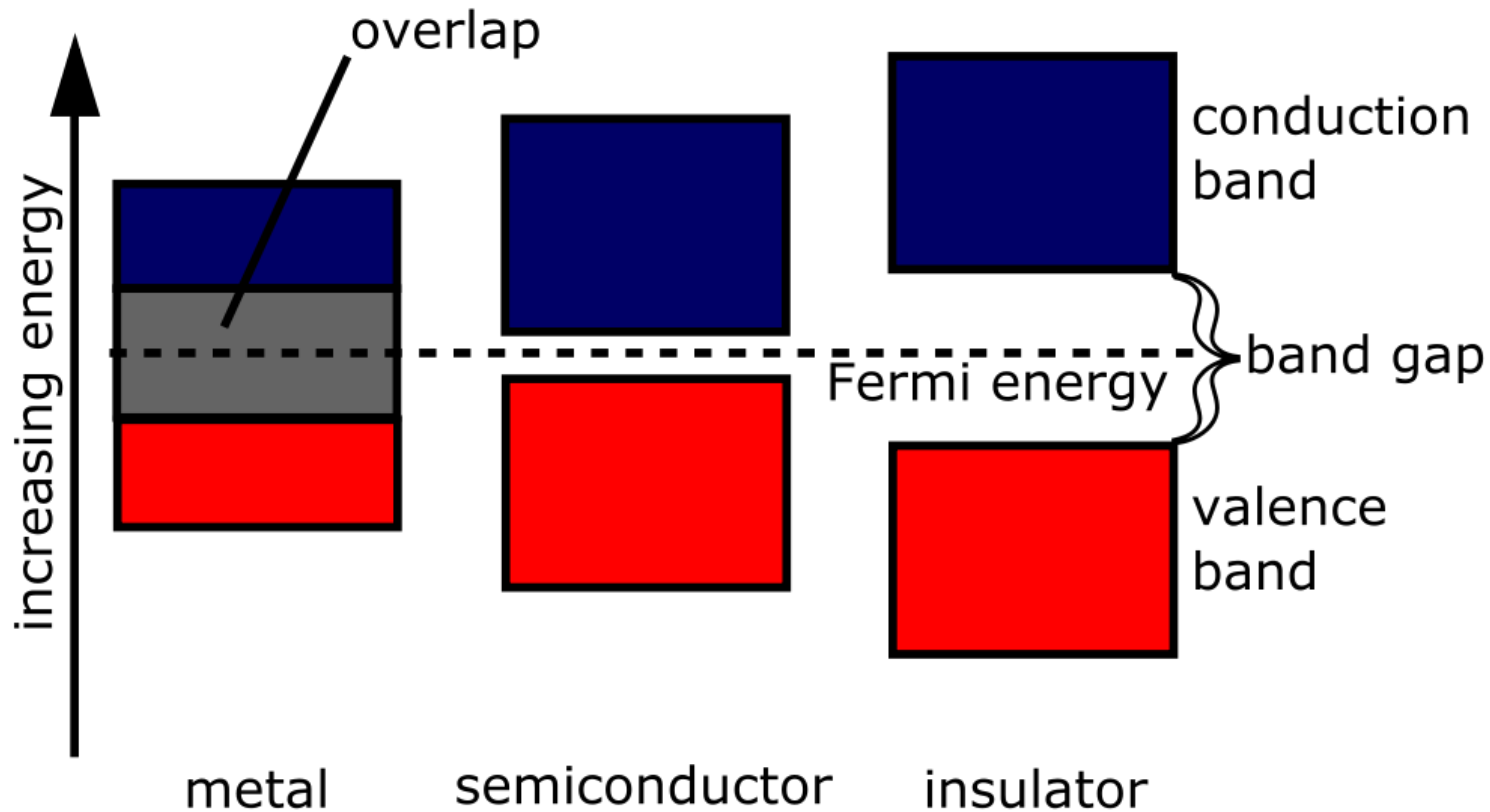 overlap
conduction
band
increasing energy
band gap
Fermi energy
valence
band
metal
semiconductor
insulator